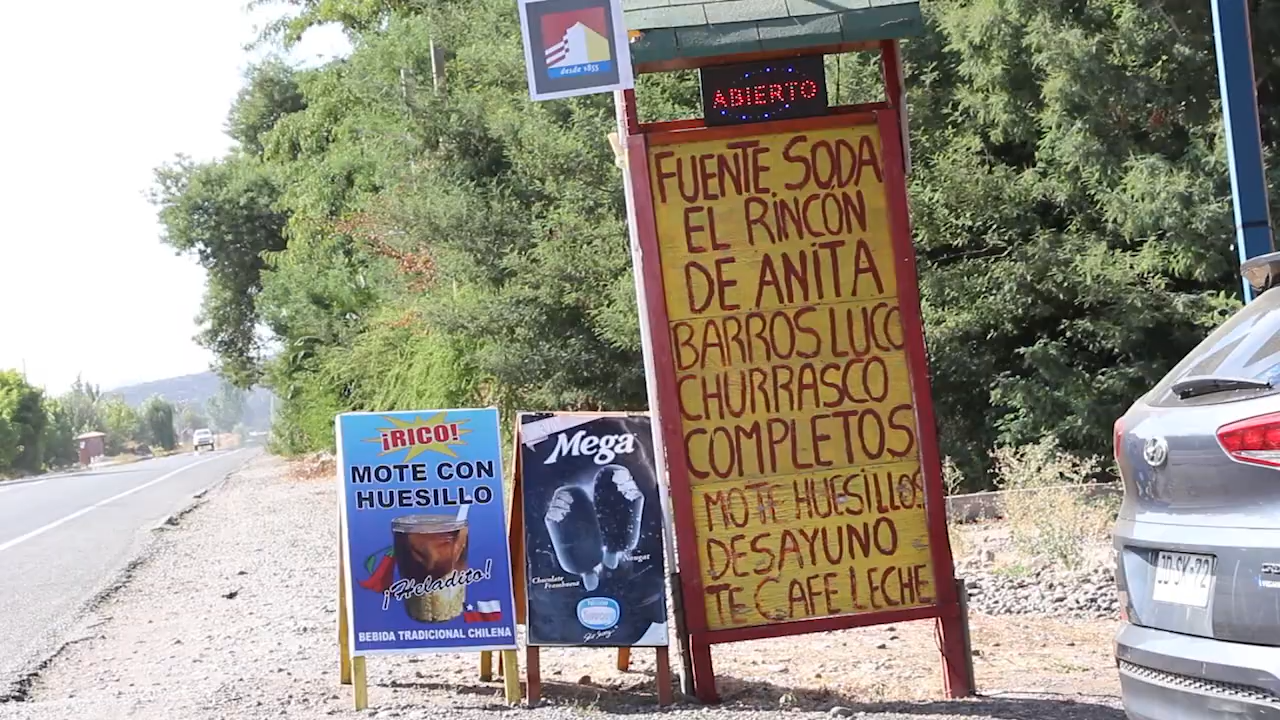 desde 1855
ABIERTO
FUENTE SODA
EL RINCÓN
DE ANITA
BARROS LUCO
CHURRASCO
COMPLETOS
MOTE HUESILLOS
DESAYUNO
TE CAFE LECHE
¡RICO!
MOTE CON
HUESILLO
¡Heladito!
BEBIDA TRADICIONAL CHILENA
Mega
Nougat
Chocolate
Frambuesa